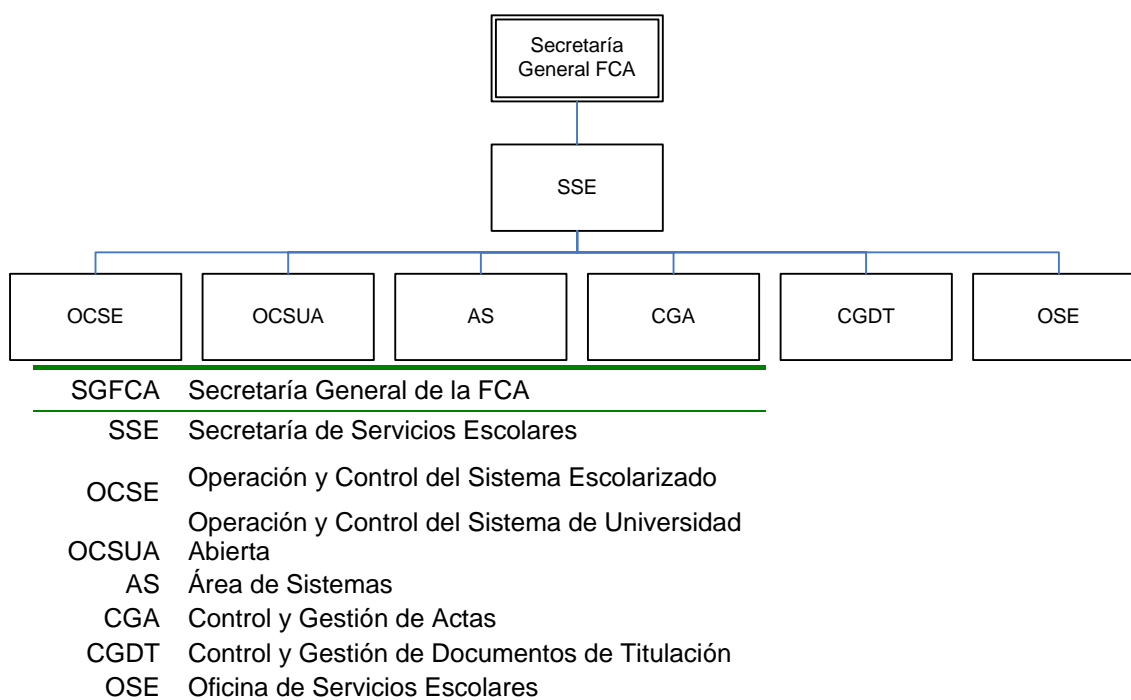 Secretaría
General FCA
SSE
OCSE
OCSUA
AS
CGA
CGDT
OSE
SGFCA Secretaría General de la FCA
SSE Secretaría de Servicios Escolares
OCSE Operación y Control del Sistema Escolarizado
Operación y Control del Sistema de Universidad
OCSUA Abierta
AS Área de Sistemas
CGA Control y Gestión de Actas
CGDT Control y Gestión de Documentos de Titulación
OSE Oficina de Servicios Escolares